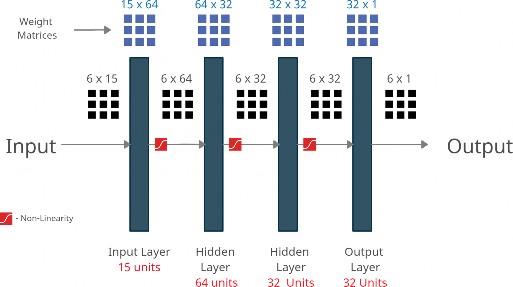 15 x 64
64 x 32
32 x 32
32 x 1
Weight
Matrices
6 x 15
6 x 64
6 x 32
6 x 32
6 x 1
Input
Output
- Non-Linearity
Input Layer
15 units
Hidden
Layer
64 units
Hidden
Layer
32 Units
Output
Layer
32 Units